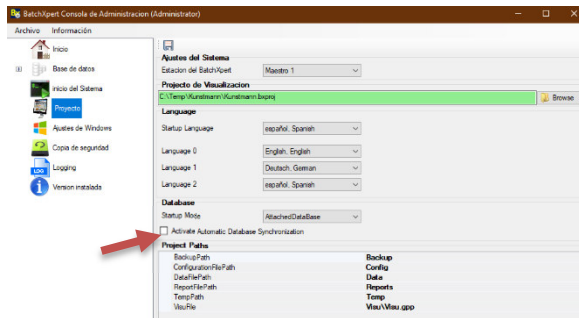 BatchXpert Consola de Administracion (Administrator)
Archivo Información
Inicio
Base de datos
inicio del Sistema
Proyecto
Ajustes de Windows
Copia de seguridad
LOG
Logging
Version instalada
Ajustes del Sistema
Estacion del BatchXpert Maestro 1
Projecto de Visualizacion
C:\Temp\Kunstmann\Kunstmann.bxproj Browse
Language
Startup Language español, Spanish
Language 0 English, English
Language 1 Deutsch, German
Language 2 español, Spanish
Database
Startup Mode AttachedDataBase
Activate Automatic Database Synchronization
Project Paths
BackupPath Backup
ConfigurationFilePath Config
DataFilePath Data
ReportFilePath Reports
TempPath Temp
VisuFile Visu\Visu.gpp